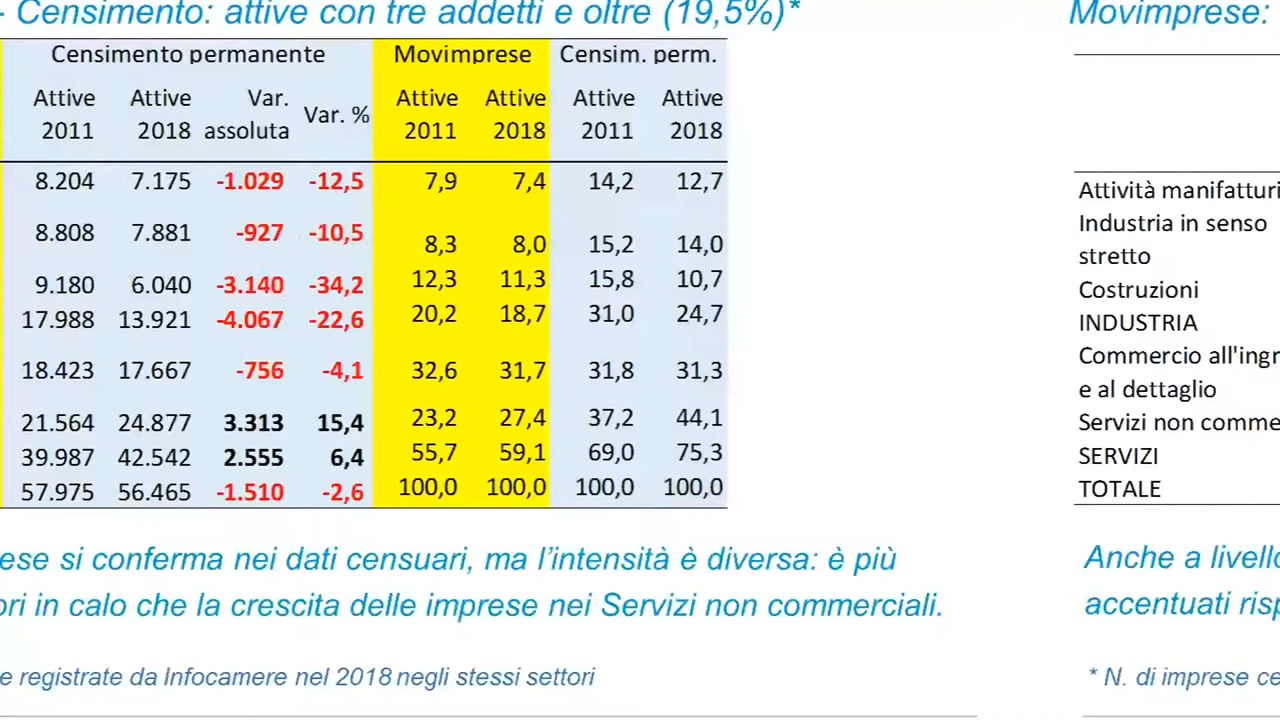 - Censimento: attive con tre addetti e oltre (19,5%)*
Censimento permanente Movimprese Censim. perm.
Attive 2011 Attive 2018 Var. assoluta Var. % Attive 2011 Attive 2018 Attive 2011 Attive 2018
8.204 7.175 -1.029 -12,5 7,9 7,4 14,2 12,7
8.808 7.881 -927 -10,5 8,3 8,0 15,2 14,0
9.180 6.040 -3.140 -34,2 12,3 11,3 15,8 10,7
17.988 13.921 -4.067 -22,6 20,2 18,7 31,0 24,7
18.423 17.667 -756 -4,1 32,6 31,7 31,8 31,3
21.564 24.877 3.313 15,4 23,2 27,4 37,2 44,1
39.987 42.542 2.555 6,4 55,7 59,1 69,0 75,3
57.975 56.465 -1.510 -2,6 100,0 100,0 100,0 100,0
ese si conferma nei dati censuari, ma l'intensità è diversa: è più
ori in calo che la crescita delle imprese nei Servizi non commerciali.
e registrate da Infocamere nel 2018 negli stessi settori
Movimprese:
Attività manifatturi
Industria in senso
stretto
Costruzioni
INDUSTRIA
Commercio all'ingr
e al dettaglio
Servizi non comme
SERVIZI
TOTALE
Anche a livello
accentuati risp
* N. di imprese ce